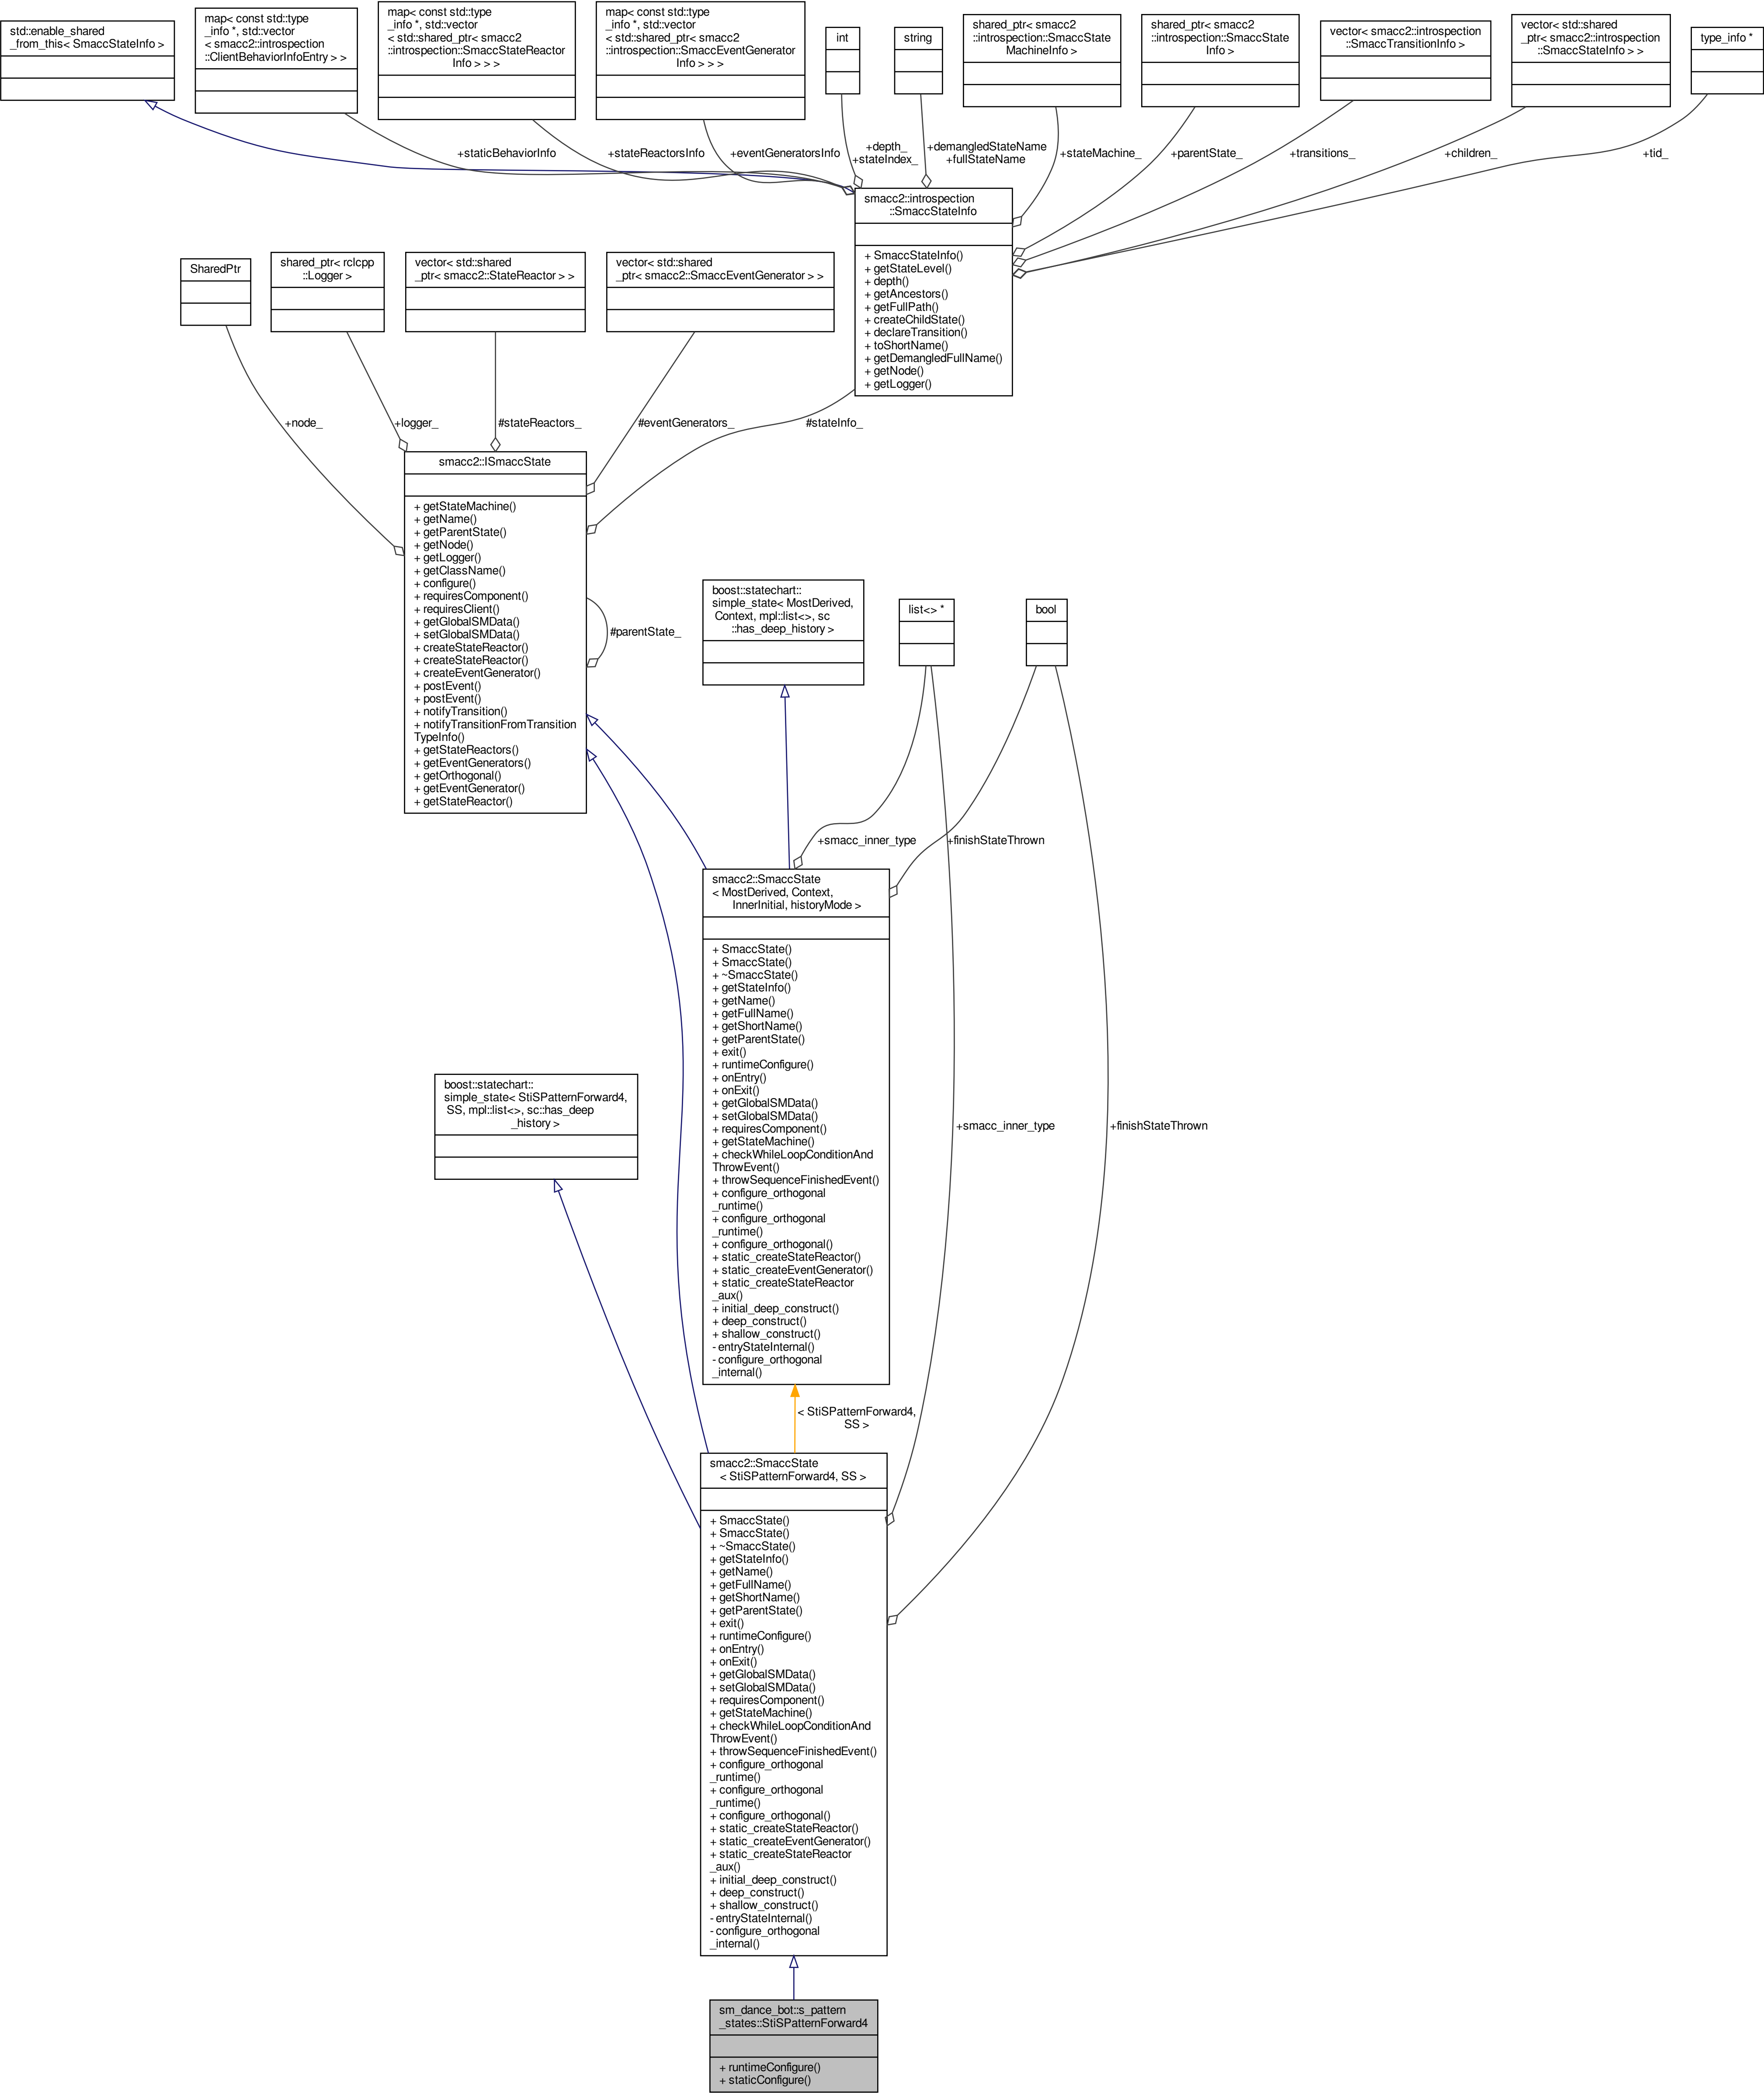 std::enable_shared
_from_this< SmaccStateInfo >
map< const std::type
_info *, std::vector
< smacc2::introspection
::ClientBehaviorInfoEntry > >
map< const std::type
_info *, std::vector
< std::shared_ptr< smacc2
::introspection::SmaccStateReactor
Info > > >
map< const std::type
_info *, std::vector
< std::shared_ptr< smacc2
::introspection::SmaccEventGenerator
Info > > >
int
string
shared_ptr< smacc2
::introspection::SmaccState
MachineInfo >
shared_ptr< smacc2
::introspection::SmaccState
Info >
vector< smacc2::introspection
::SmaccTransitionInfo >
vector< std::shared
_ptr< smacc2::introspection
::SmaccStateInfo > >
type_info *
+staticBehaviorInfo
+stateReactorsInfo
+eventGeneratorsInfo
+depth_
+stateIndex_
+demangledStateName
+fullStateName
+stateMachine_
+parentState_
+transitions_
+children_
+tid_
smacc2::introspection
::SmaccStateInfo
+ SmaccStateInfo()
+ getStateLevel()
+ depth()
+ getAncestors()
+ getFullPath()
+ createChildState()
+ declareTransition()
+ toShortName()
+ getDemangledFullName()
+ getNode()
+ getLogger()
SharedPtr
shared_ptr< rclcpp
::Logger >
vector< std::shared
_ptr< smacc2::StateReactor > >
vector< std::shared
_ptr< smacc2::SmaccEventGenerator > >
+node_
+logger_
#stateReactors_
#eventGenerators_
#stateInfo_
smacc2::ISmaccState
+ getStateMachine()
+ getName()
+ getParentState()
+ getNode()
+ getLogger()
+ getClassName()
+ configure()
+ requiresComponent()
+ requiresClient()
+ getGlobalSMData()
+ setGlobalSMData()
+ createStateReactor()
+ createStateReactor()
+ createEventGenerator()
+ postEvent()
+ postEvent()
+ notifyTransition()
+ notifyTransitionFromTransition
TypeInfo()
+ getStateReactors()
+ getEventGenerators()
+ getOrthogonal()
+ getEventGenerator()
+ getStateReactor()
#parentState_
boost::statechart::
simple_state< MostDerived,
Context, mpl::list<>, sc
::has_deep_history >
list<> *
bool
+smacc_inner_type
+finishStateThrown
smacc2::SmaccState
< MostDerived, Context,
InnerInitial, historyMode >
+ SmaccState()
+ SmaccState()
+ ~SmaccState()
+ getStateInfo()
+ getName()
+ getFullName()
+ getShortName()
+ getParentState()
+ exit()
+ runtimeConfigure()
+ onEntry()
+ onExit()
+ getGlobalSMData()
+ setGlobalSMData()
+ requiresComponent()
+ getStateMachine()
+ checkWhileLoopConditionAnd
ThrowEvent()
+ throwSequenceFinishedEvent()
+ configure_orthogonal
_runtime()
+ configure_orthogonal
_runtime()
+ configure_orthogonal()
+ static_createStateReactor()
+ static_createEventGenerator()
+ static_createStateReactor
_aux()
+ initial_deep_construct()
+ deep_construct()
+ shallow_construct()
- entryStateInternal()
- configure_orthogonal
_internal()
boost::statechart::
simple_state< StiSPatternForward4,
SS, mpl::list<>, sc::has_deep
_history >
+smacc_inner_type
+finishStateThrown
< StiSPatternForward4,
SS >
smacc2::SmaccState
< StiSPatternForward4, SS >
+ SmaccState()
+ SmaccState()
+ ~SmaccState()
+ getStateInfo()
+ getName()
+ getFullName()
+ getShortName()
+ getParentState()
+ exit()
+ runtimeConfigure()
+ onEntry()
+ onExit()
+ getGlobalSMData()
+ setGlobalSMData()
+ requiresComponent()
+ getStateMachine()
+ checkWhileLoopConditionAnd
ThrowEvent()
+ throwSequenceFinishedEvent()
+ configure_orthogonal
_runtime()
+ configure_orthogonal
_runtime()
+ configure_orthogonal()
+ static_createStateReactor()
+ static_createEventGenerator()
+ static_createStateReactor
_aux()
+ initial_deep_construct()
+ deep_construct()
+ shallow_construct()
- entryStateInternal()
- configure_orthogonal
_internal()
sm_dance_bot::s_pattern
_states::StiSPatternForward4
+ runtimeConfigure()
+ staticConfigure()